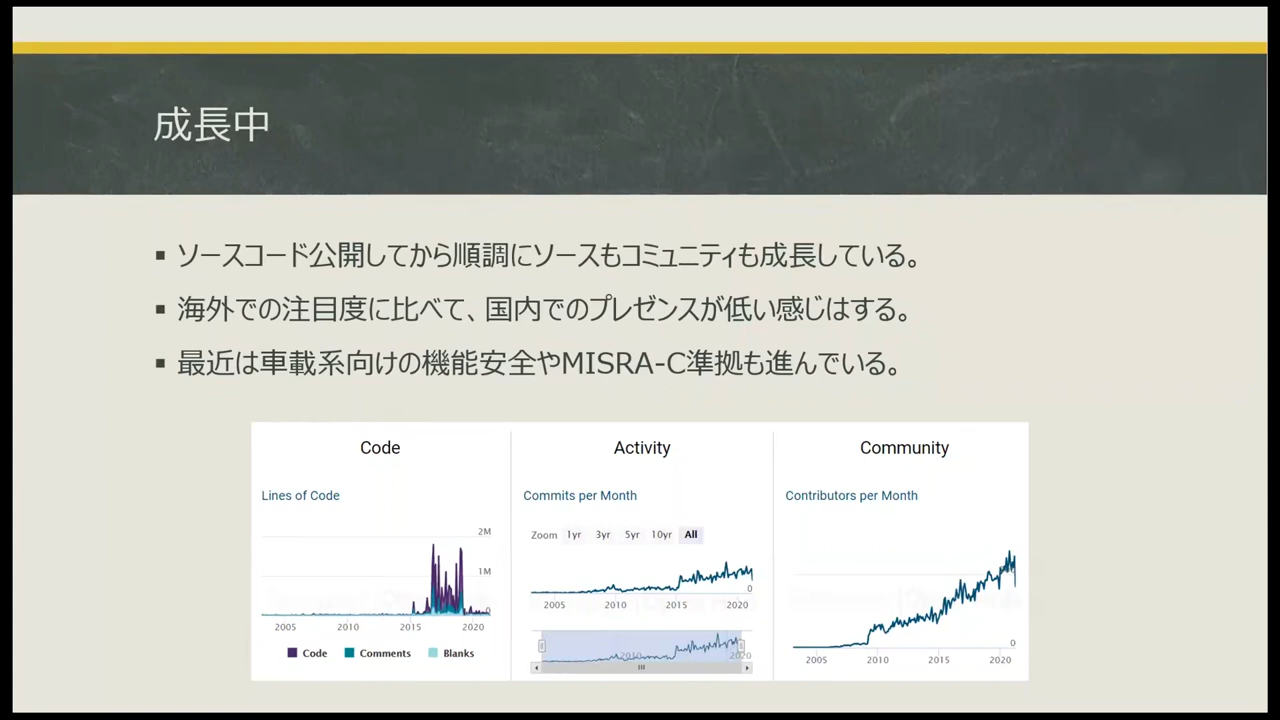 成長中
▪ ソースコード公開してから順調にソースもコミュニティも成長している。
▪ 海外での注目度に比べて、国内でのプレゼンスが低い感じはする。
▪ 最近は車載系向けの機能安全やMISRA-C準拠も進んでいる。
Code
Lines of Code
2M
1M
0
2005 2010 2015 2020
Code Comments Blanks
Activity
Commits per Month
Zoom 1yr 3yr 5yr 10yr All
0
2005 2010 2015 2020
2010 2020
Community
Contributors per Month
0
2005 2010 2015 2020